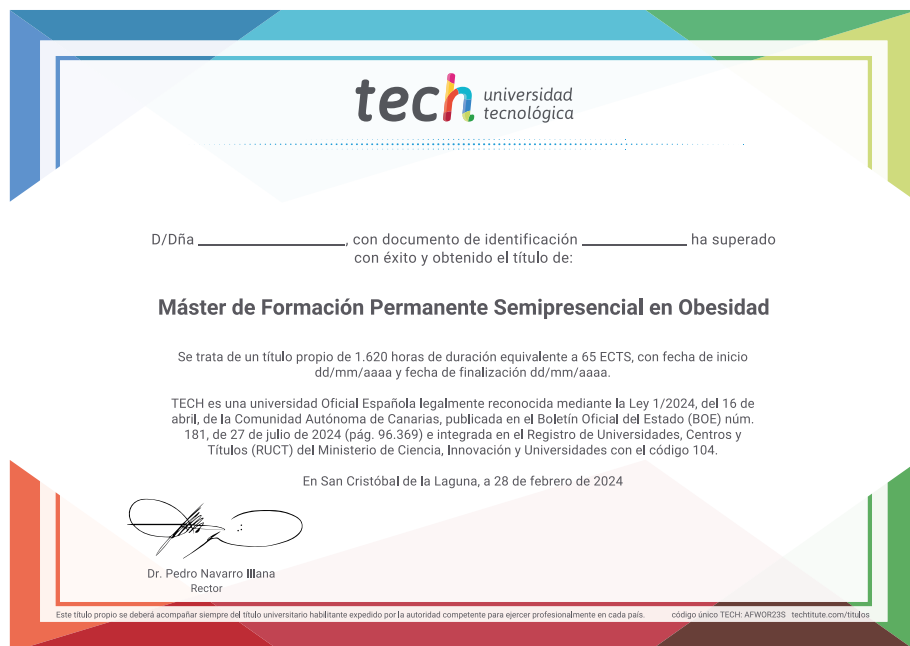 tech universidad
tecnológica
D/Dña ____________, con documento de identificación ____________ ha superado
con éxito y obtenido el título de:
Máster de Formación Permanente Semipresencial en Obesidad
Se trata de un título propio de 1.620 horas de duración equivalente a 65 ECTS, con fecha de inicio
dd/mm/aaaa y fecha de finalización dd/mm/aaaa.
TECH es una universidad Oficial Española legalmente reconocida mediante la Ley 1/2024, del 16 de
abril, de la Comunidad Autónoma de Canarias, publicada en el Boletín Oficial del Estado (BOE) núm.
181, de 27 de julio de 2024 (pág. 96.369) e integrada en el Registro de Universidades, Centros y
Títulos (RUCT) del Ministerio de Ciencia, Innovación y Universidades con el código 104.
En San Cristóbal de la Laguna, a 28 de febrero de 2024
Dr. Pedro Navarro Illana
Rector
Este título propio se deberá acompañar siempre del título universitario habilitante expedido por la autoridad competente para ejercer profesionalmente en cada país. código único TECH: AFWOR23S techtitute.com/titulos